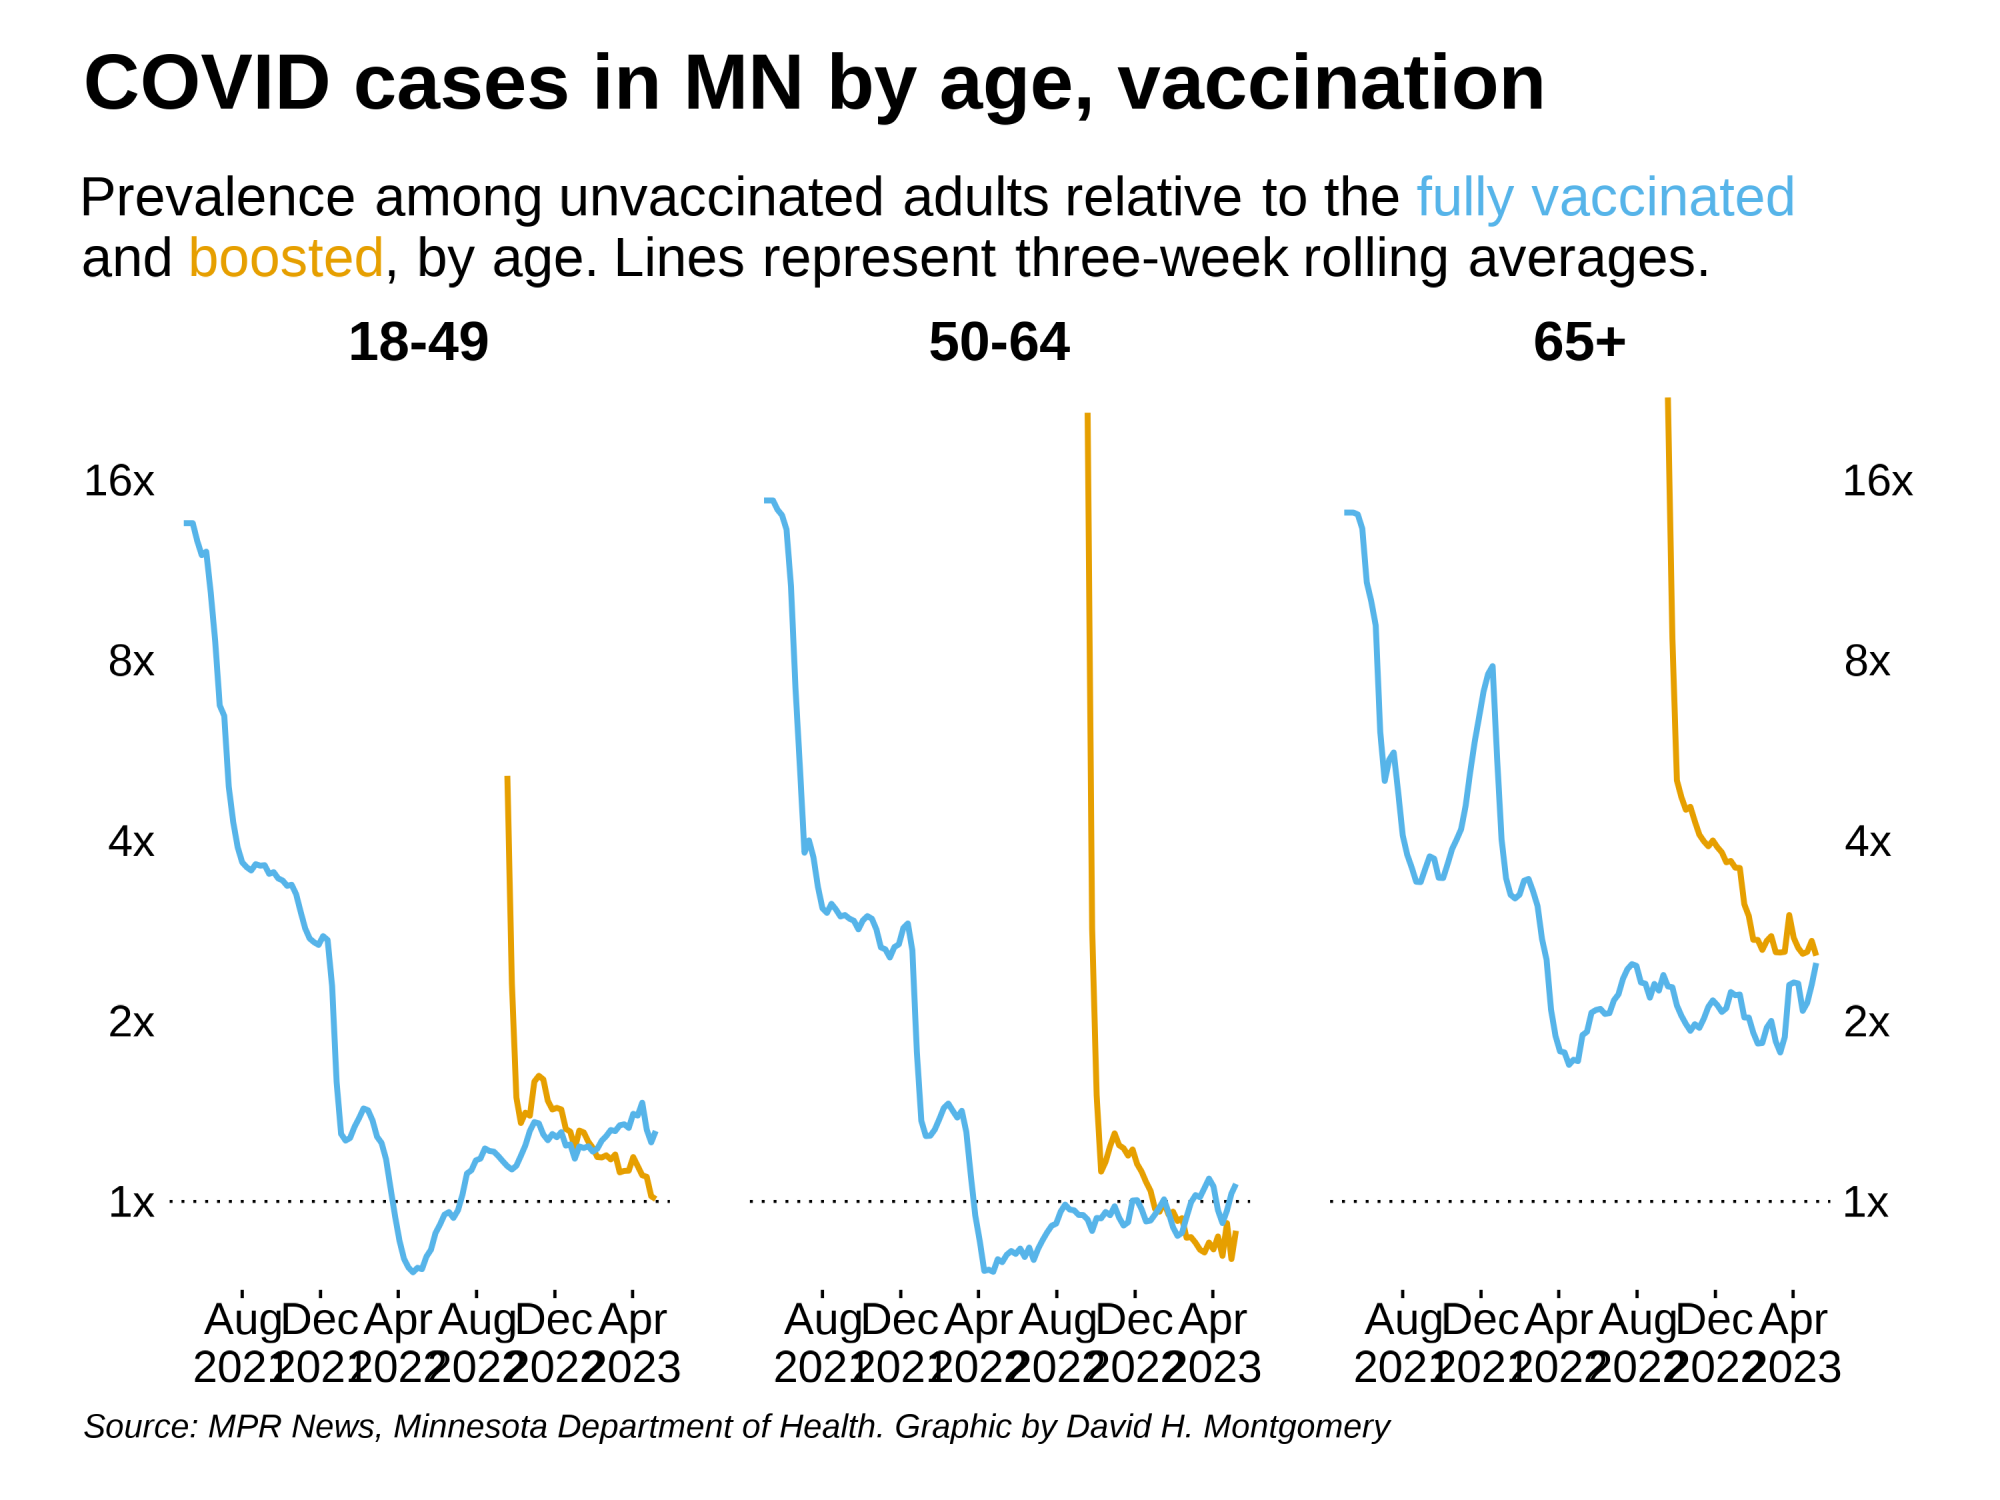 COVID cases in MN by age, vaccination
Prevalence among unvaccinated adults relative to the fully vaccinated
and boosted, by age. Lines represent three-week rolling averages.
18-49 50-64 65+
16x 16x
8x 8x
4x 4x
2x 2x
1x 1x
Aug Dec Apr Aug Dec Apr Aug Dec Apr Aug Dec Apr Aug Dec Apr Aug Dec Apr
2021 2021 2022 2022 2022 2023 2021 2021 2022 2022 2022 2023 2021 2021 2022 2022 2022 2023
Source: MPR News, Minnesota Department of Health. Graphic by David H. Montgomery